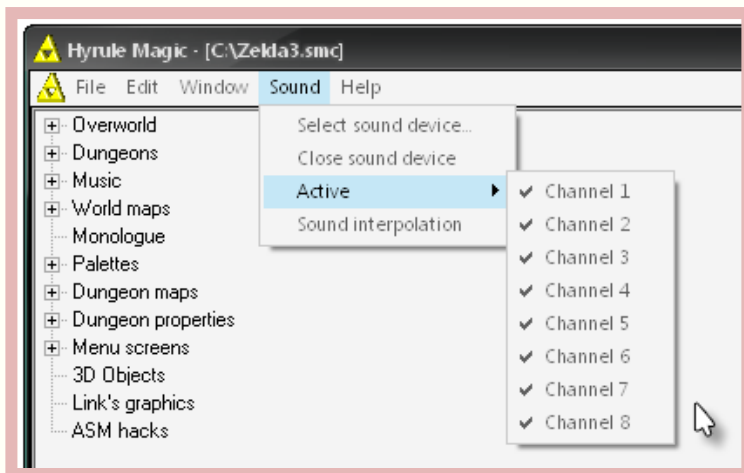 Hyrule Magic - [C:\Zelda3.smc]
File Edit Window Sound Help
Overworld
Dungeons
Music
World maps
Monologue
Palettes
Dungeon maps
Dungeon properties
Menu screens
3D Objects
Link's graphics
ASM hacks
Select sound device...
Close sound device
Active
Sound interpolation
Channel 1
Channel 2
Channel 3
Channel 4
Channel 5
Channel 6
Channel 7
Channel 8